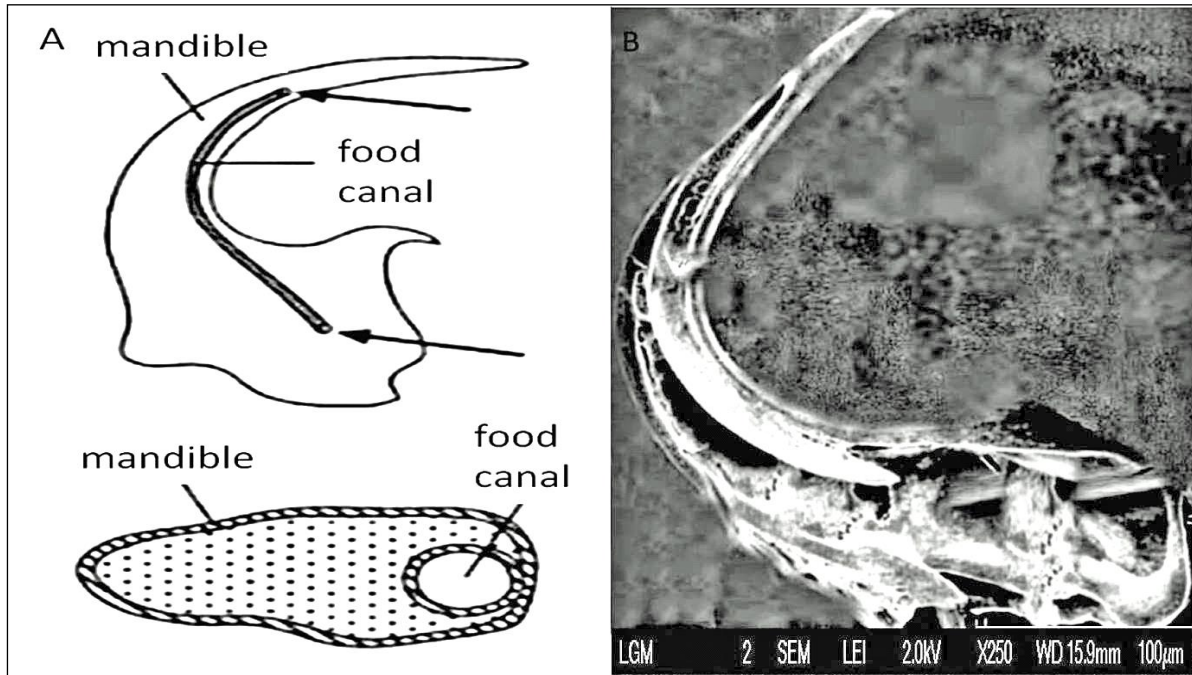 A
mandible
food
canal
mandible
food
canal
B
LGM 2 SEM LEI 2.0kV X250 WD 15.9mm 100μm